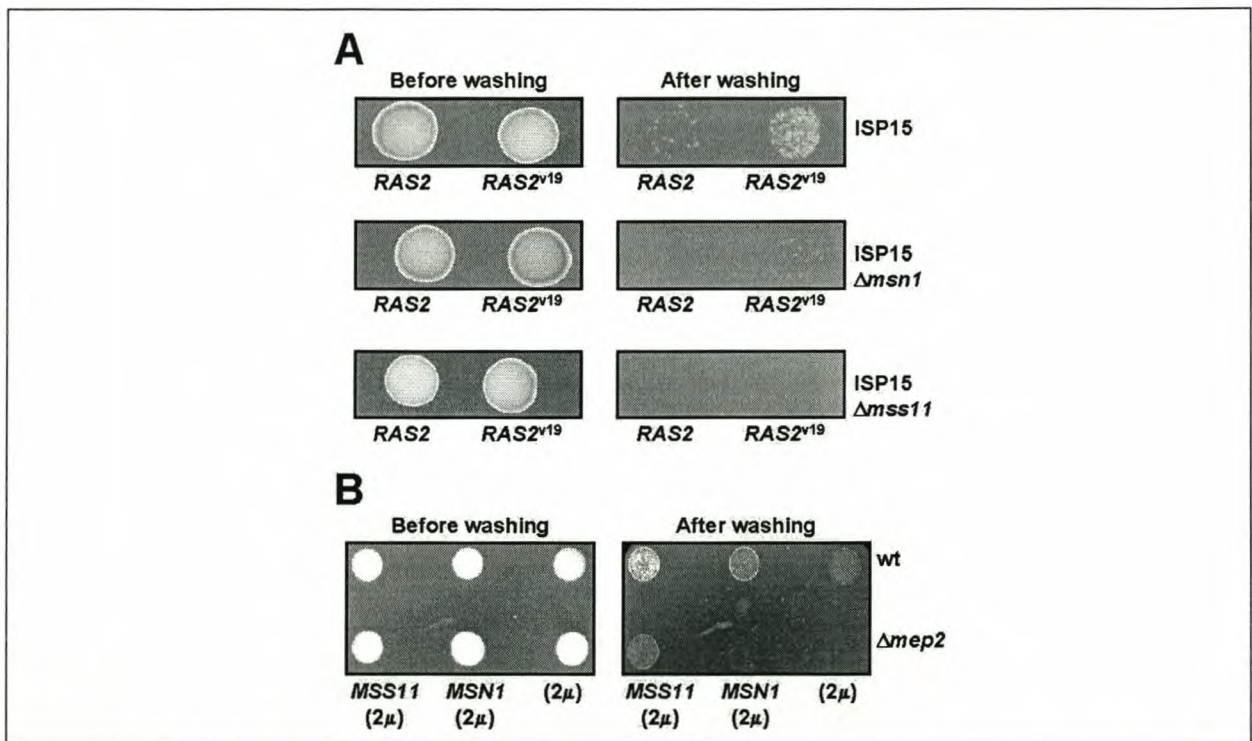 A
Before washing After washing
RAS2 RAS2v19 RAS2 RAS2v19 ISP15
RAS2 RAS2v19 RAS2 RAS2v19 ISP15 Δmsn1
RAS2 RAS2v19 RAS2 RAS2v19 ISP15 Δmss11
B
Before washing After washing
wt
Δmep2
MSS11 MSN1 (2μ) MSS11 MSN1 (2μ)
(2μ) (2μ) (2μ) (2μ)